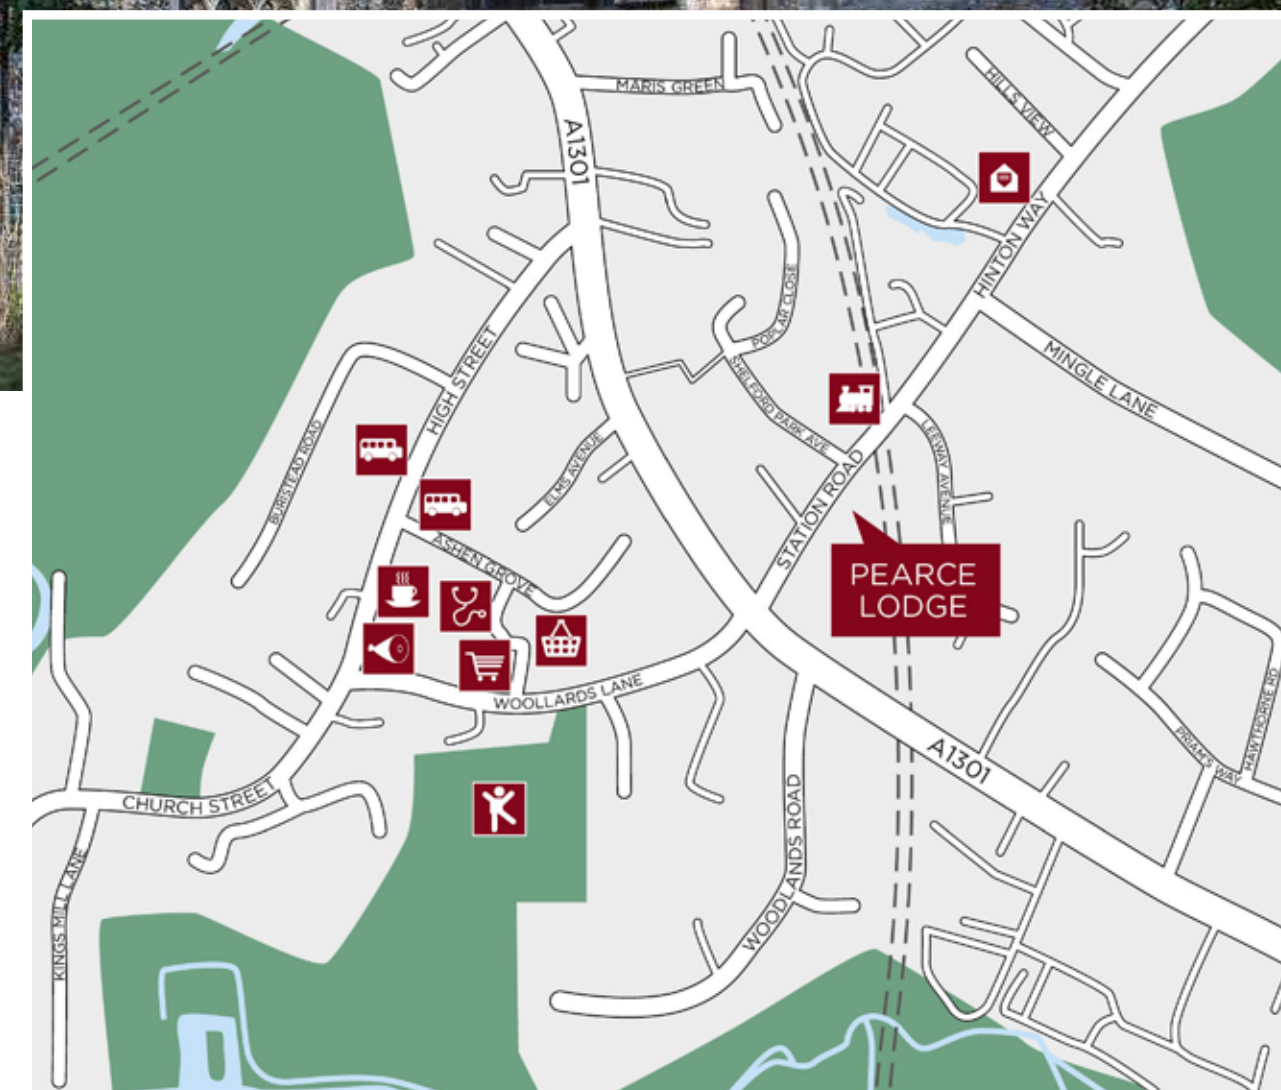 MARIS GREEN
A1301
HILLS VIEW
HINTON WAY
HIGH STREET
POPLAR CLOSE
SHELFORD PARK AVE
MINGLE LANE
BURISTEAD ROAD
ELMS AVENUE
LEEWAY AVENUE
STATION ROAD
ASHEN GROVE
PEARCE
LODGE
WOOLLARDS LANE
HAWTHORNE RD
PRIAM'S WAY
A1301
CHURCH STREET
WOODLANDS ROAD
KINGS MILL LANE